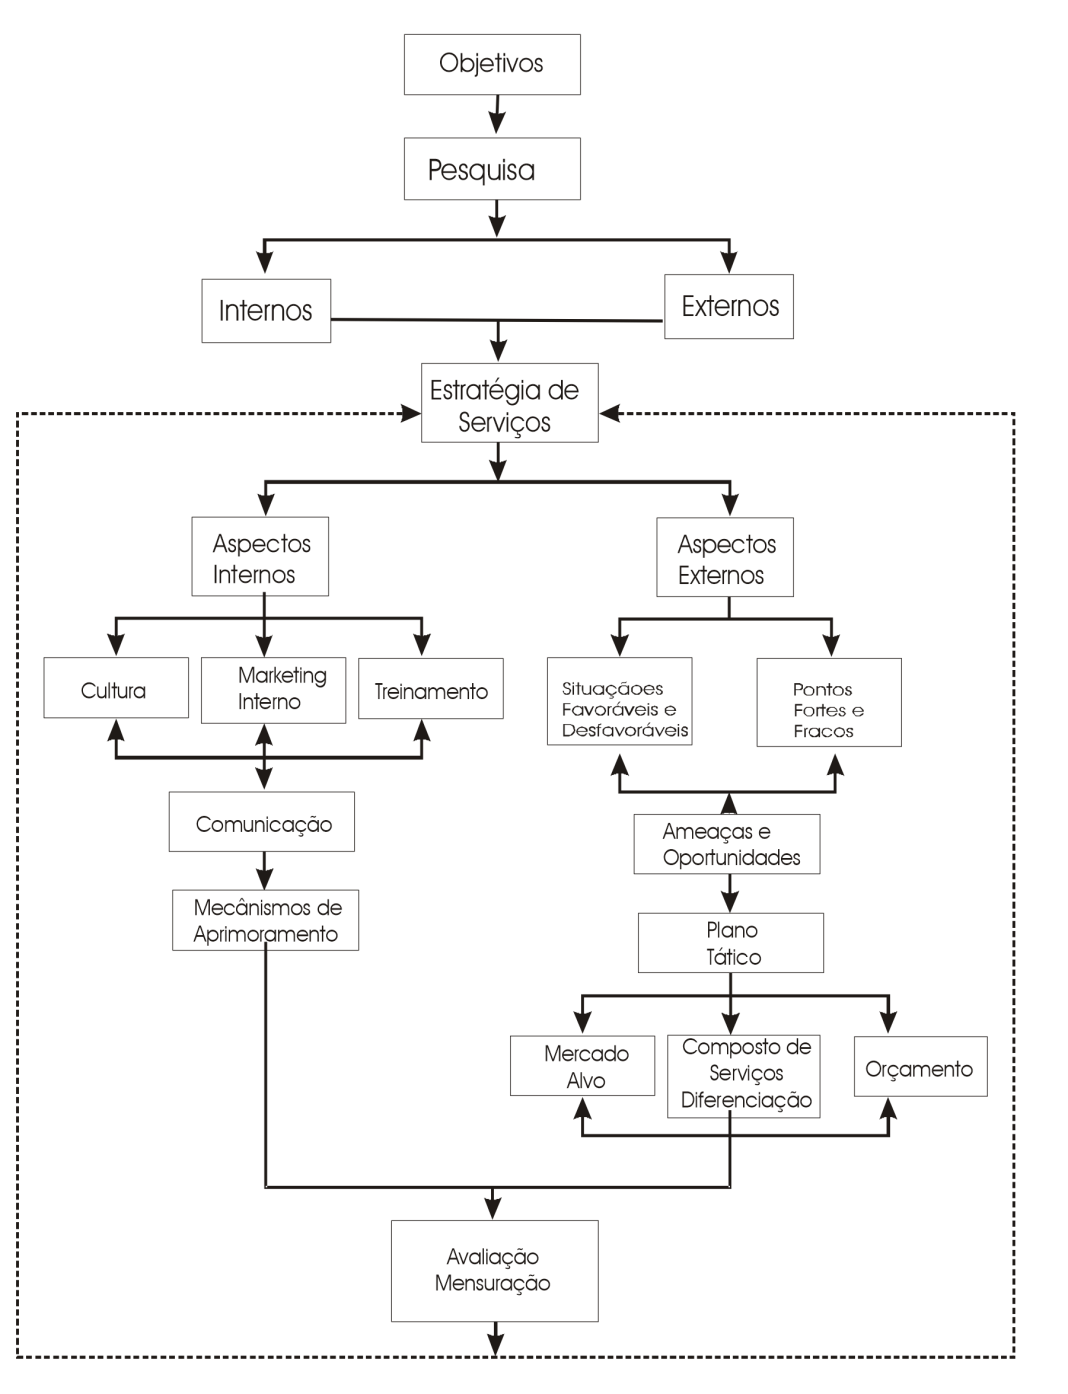 Objetivos
Pesquisa
Internos
Externos
Estratégia de
Serviços
Aspectos
Internos
Aspectos
Externos
Cultura
Marketing
Interno
Treinamento
Situaçãoes
Favoráveis e
Desfavoráveis
Pontos
Fortes e
Fracos
Comunicação
Ameaças e
Oportunidades
Mecânismos de
Aprimoramento
Plano
Tático
Mercado
Alvo
Composto de
Serviços
Diferenciação
Orçamento
Avaliação
Mensuração